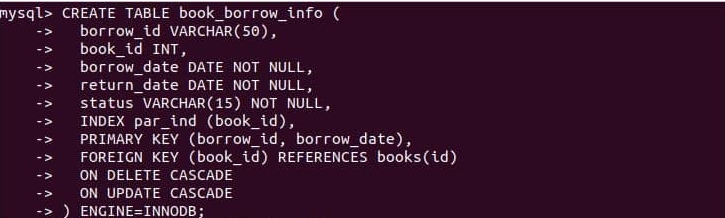 mysql> CREATE TABLE book_borrow_info (
    ->   borrow_id VARCHAR(50),
    ->   book_id INT,
    ->   borrow_date DATE NOT NULL,
    ->   return_date DATE NOT NULL,
    ->   status VARCHAR(15) NOT NULL,
    ->   INDEX par_ind (book_id),
    ->   PRIMARY KEY (borrow_id, borrow_date),
    ->   FOREIGN KEY (book_id) REFERENCES books(id)
    ->   ON DELETE CASCADE
    ->   ON UPDATE CASCADE
    -> ) ENGINE=INNODB;